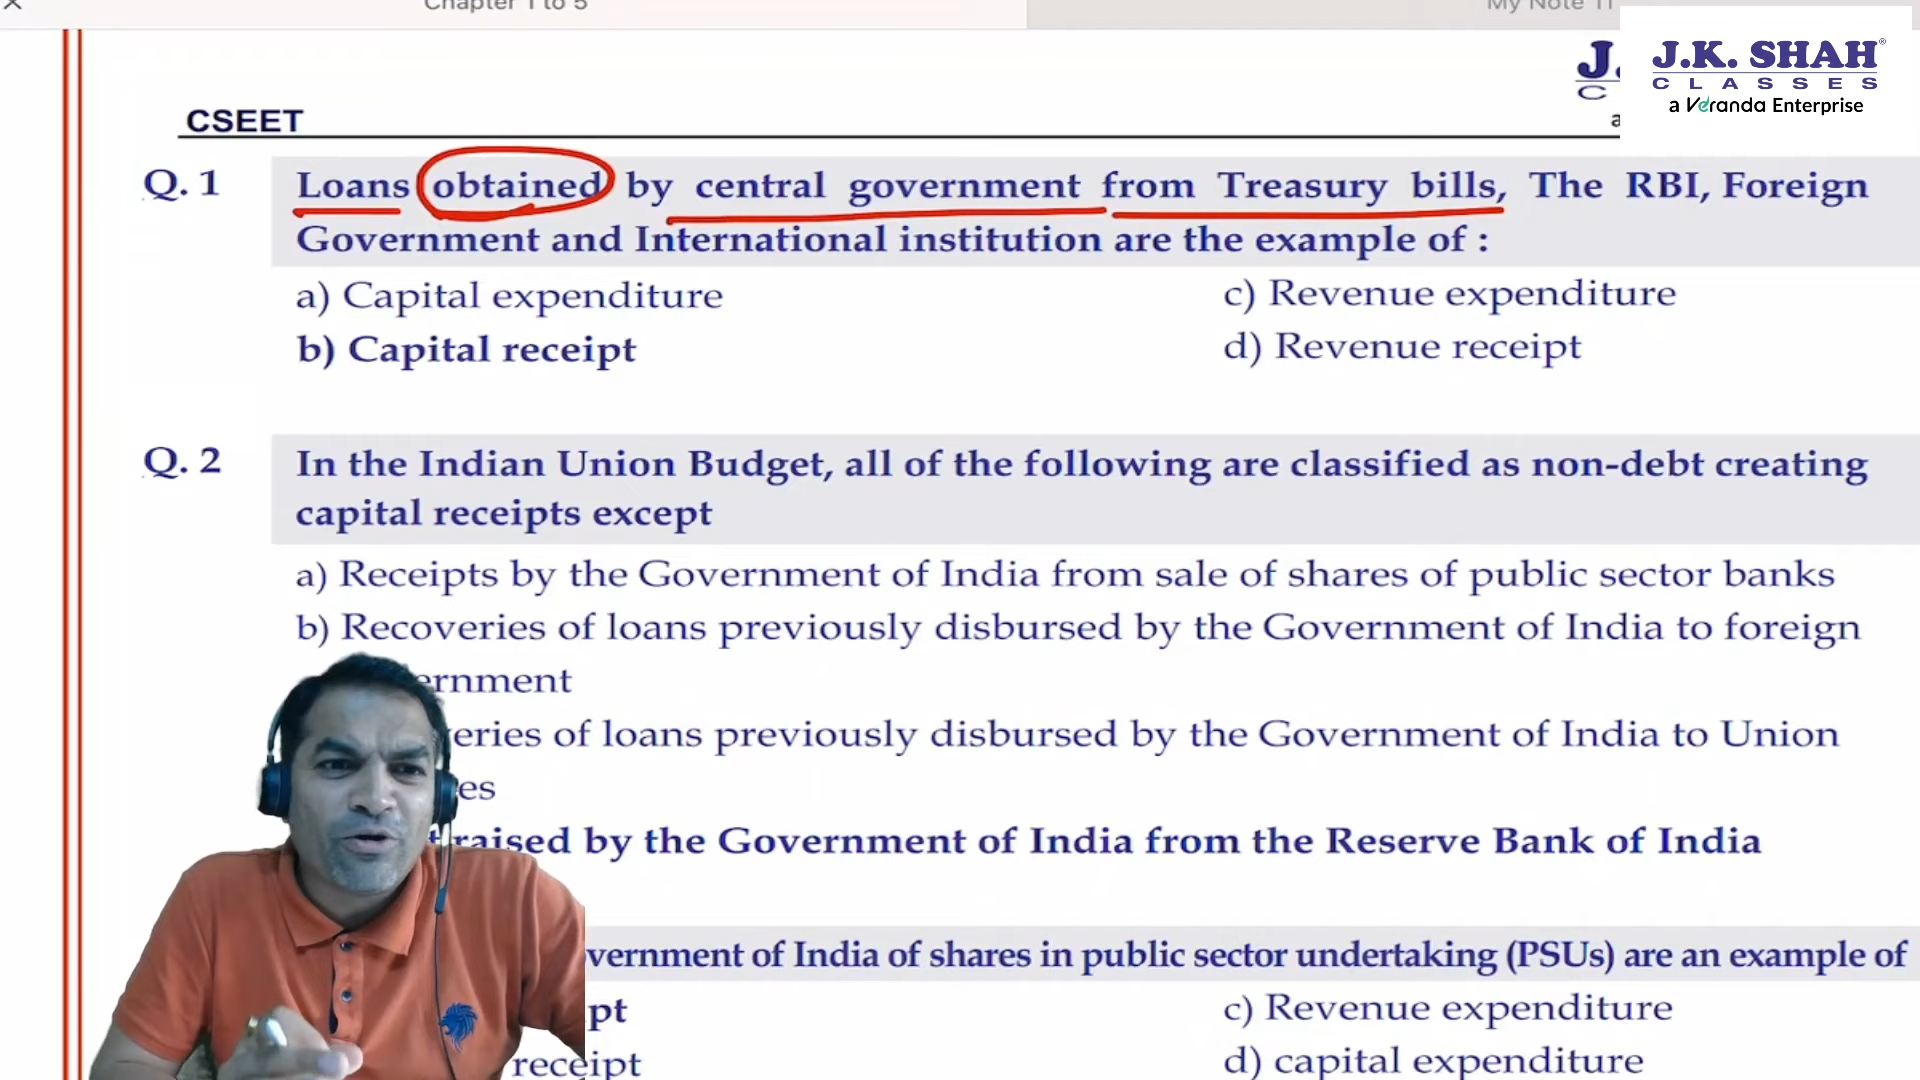 Chapter 1 to 5
My Note 11
J.K. SHAH®
CLASSES
a Veranda Enterprise
CSEET
Q. 1 Loans obtained by central government from Treasury bills, The RBI, Foreign
Government and International institution are the example of :
a) Capital expenditure
c) Revenue expenditure
b) Capital receipt
d) Revenue receipt
Q. 2 In the Indian Union Budget, all of the following are classified as non-debt creating
capital receipts except
a) Receipts by the Government of India from sale of shares of public sector banks
b) Recoveries of loans previously disbursed by the Government of India to foreign
ernment
eries of loans previously disbursed by the Government of India to Union
es
raised by the Government of India from the Reserve Bank of India
vernment of India of shares in public sector undertaking (PSUs) are an example of
pt
c) Revenue expenditure
receipt
d) capital expenditure